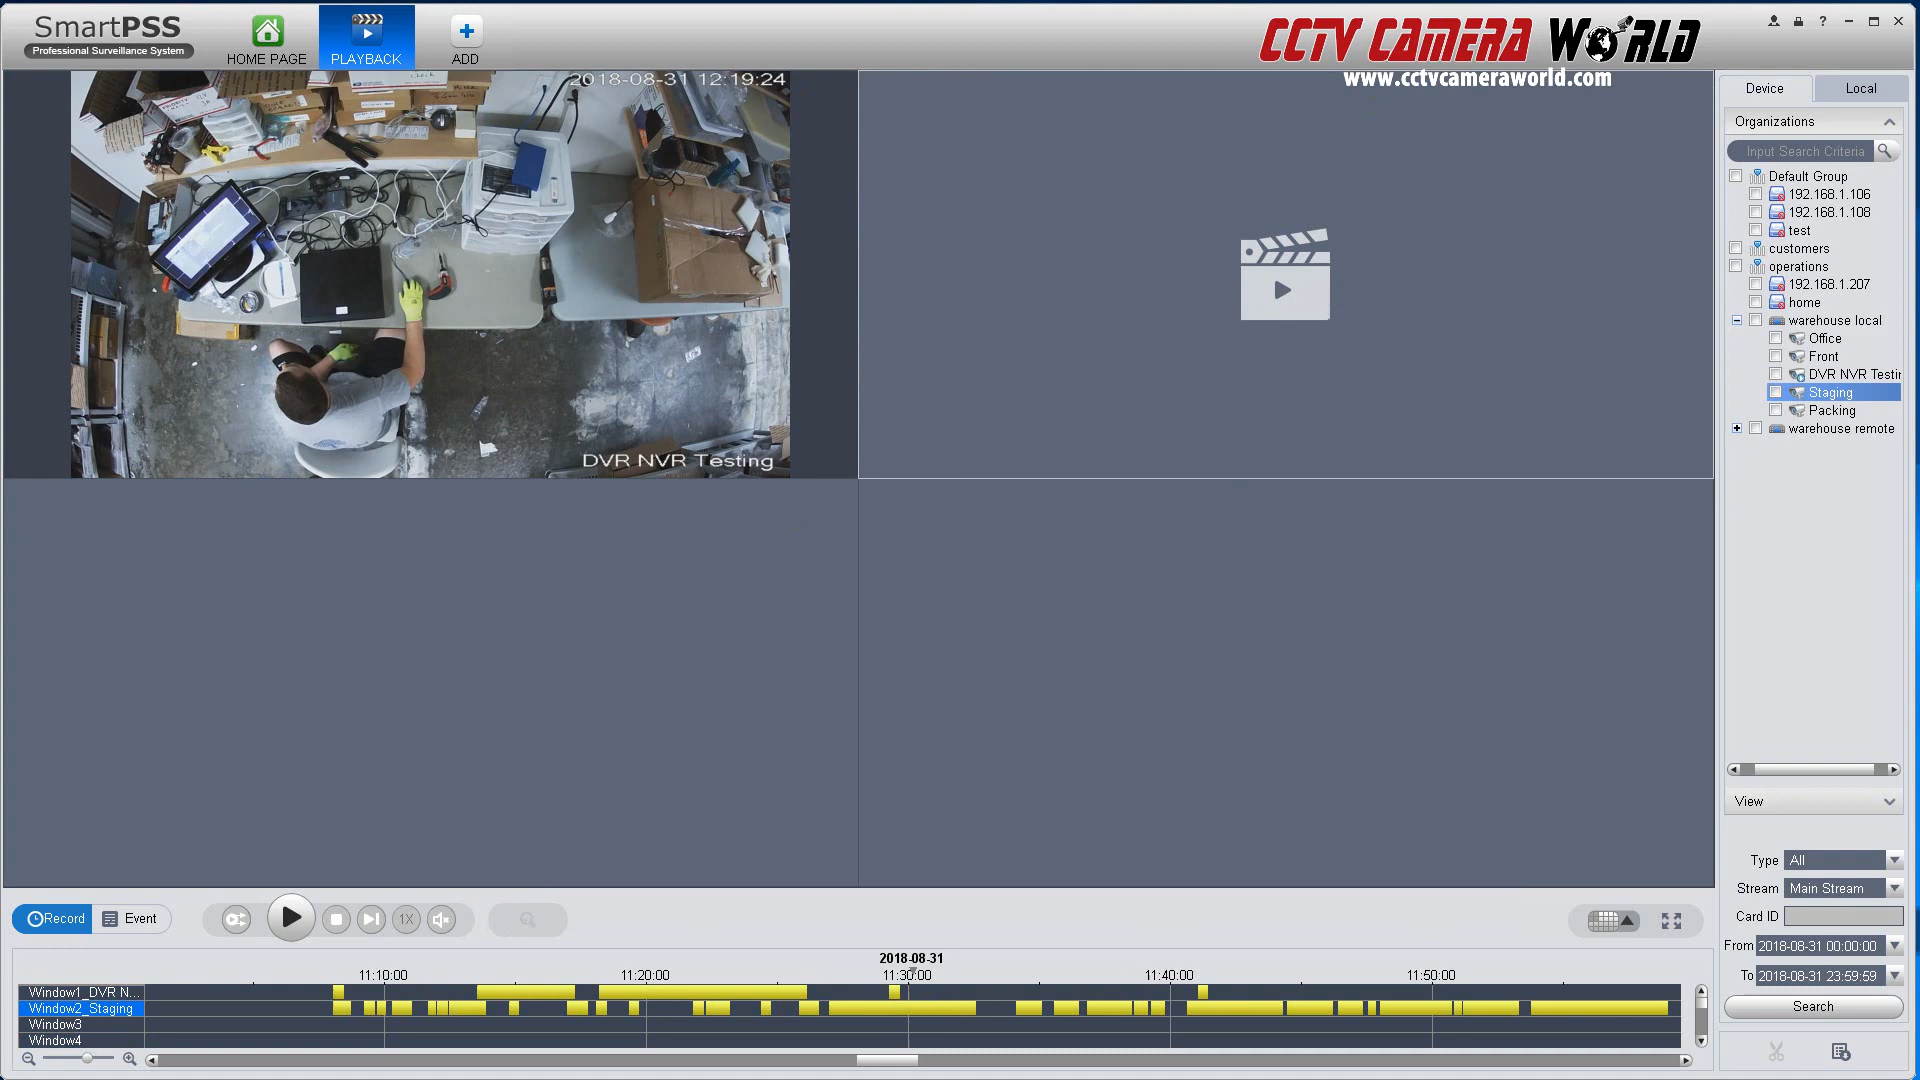 SmartPSS
Professional Surveillance System
HOME PAGE
PLAYBACK
ADD
CCTV CAMERA WORLD
www.cctvcameraworld.com
2018-08-31 12:19:24
DVR NVR Testing
Device
Local
Organizations
Input Search Criteria
Default Group
192.168.1.106
192.168.1.108
test
customers
operations
192.168.1.207
home
warehouse local
Office
Front
DVR NVR Testin
Staging
Packing
warehouse remote
View
Type All
Stream Main Stream
Card ID
From 2018-08-31 00:00:00
To 2018-08-31 23:59:59
Search
Record
Event
1X
2018-08-31
11:10:00 11:20:00 11:30:00 11:40:00 11:50:00
Window1_DVR N...
Window2_Staging
Window3
Window4